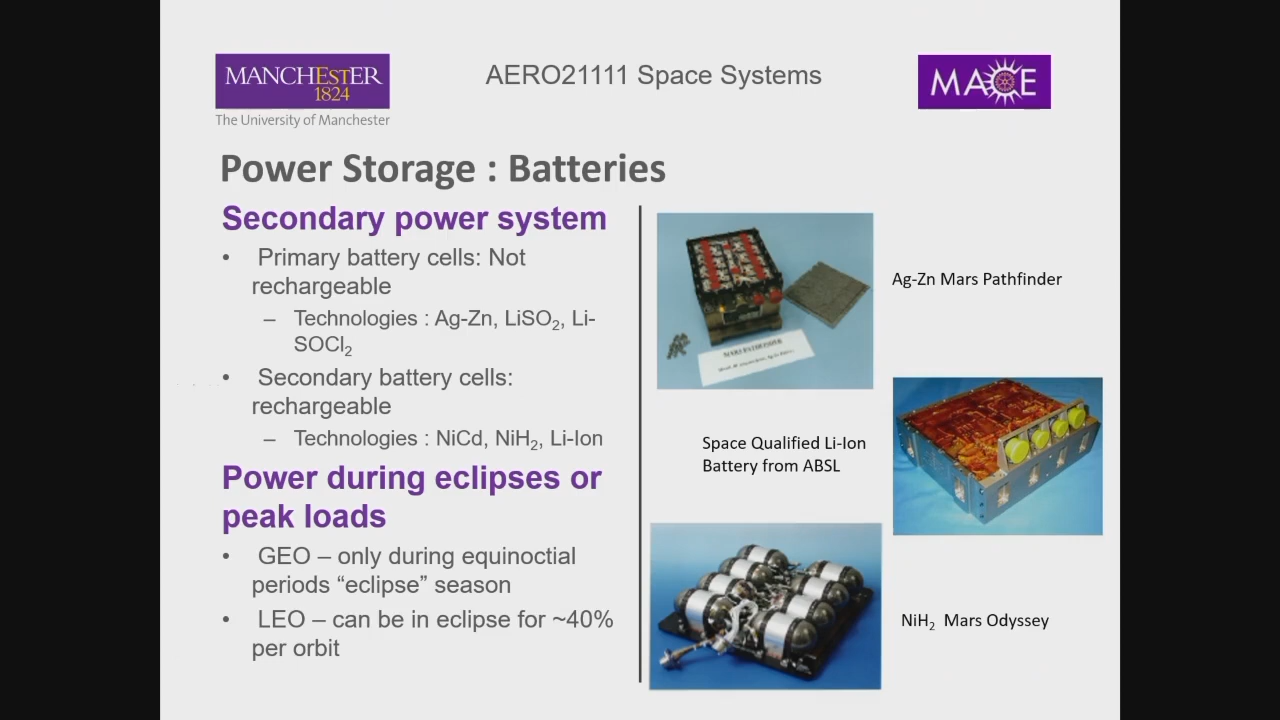 MANCHESTER
1824
The University of Manchester
AERO21111 Space Systems
MACE
Power Storage : Batteries
Secondary power system
• Primary battery cells: Not
rechargeable
– Technologies : Ag-Zn, LiSO₂, Li-
SOCl₂
• Secondary battery cells:
rechargeable
– Technologies : NiCd, NiH₂, Li-Ion
Power during eclipses or
peak loads
• GEO – only during equinoctial
periods “eclipse” season
• LEO – can be in eclipse for ~40%
per orbit
MARS PATHFINDER
Ag-Zn Mars Pathfinder
Space Qualified Li-Ion
Battery from ABSL
NiH₂ Mars Odyssey